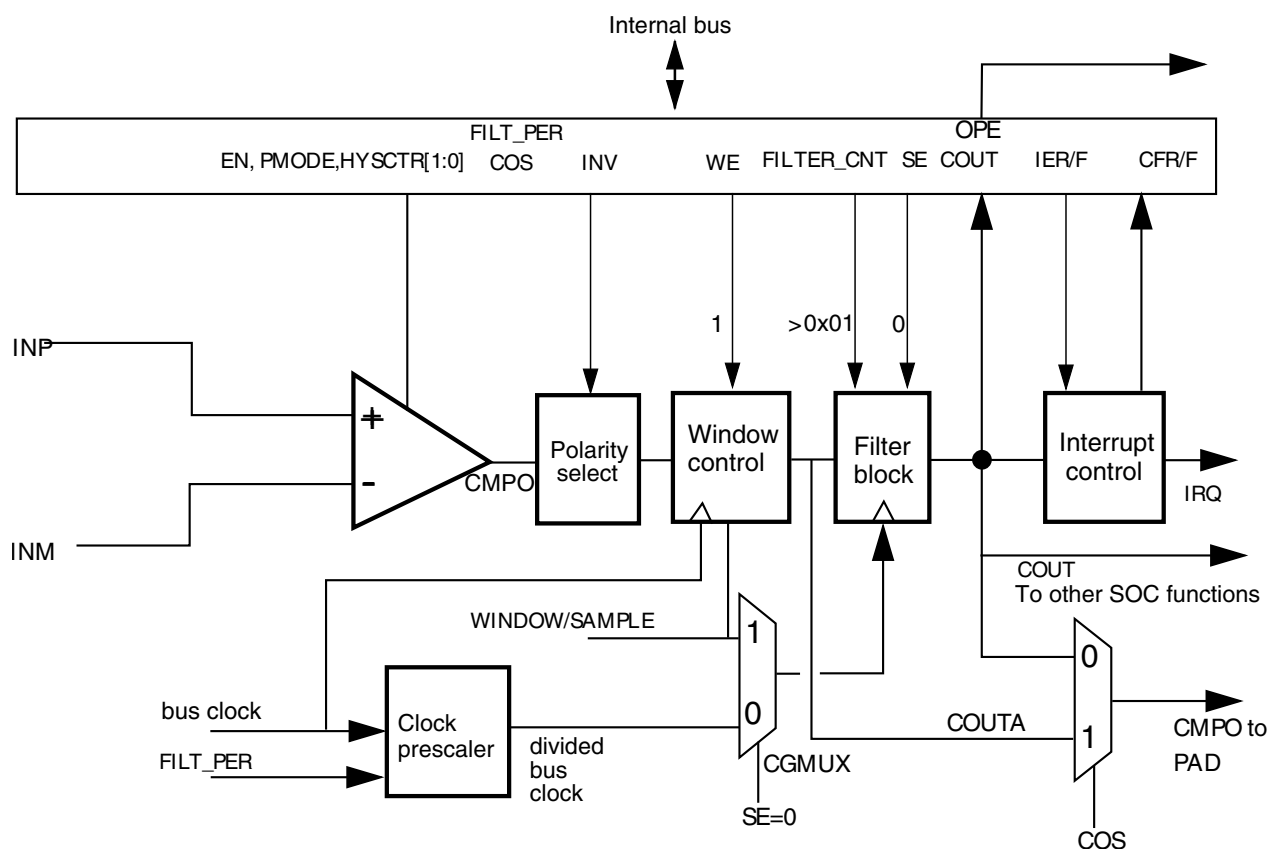 Internal bus
OPE
FILT_PER
EN, PMODE,HYSCTR[1:0]
COS
INV
WE
FILTER_CNT
SE
COUT
IER/F
CFR/F
1
>0x01
0
INP
+
-
INM
CMPO
Polarity
select
Window
control
Filter
block
Interrupt
control
IRQ
COUT
To other SOC functions
WINDOW/SAMPLE
1
0
CGMUX
SE=0
bus clock
FILT_PER
Clock
prescaler
divided
bus
clock
COUTA
0
1
CMPO to
PAD
COS